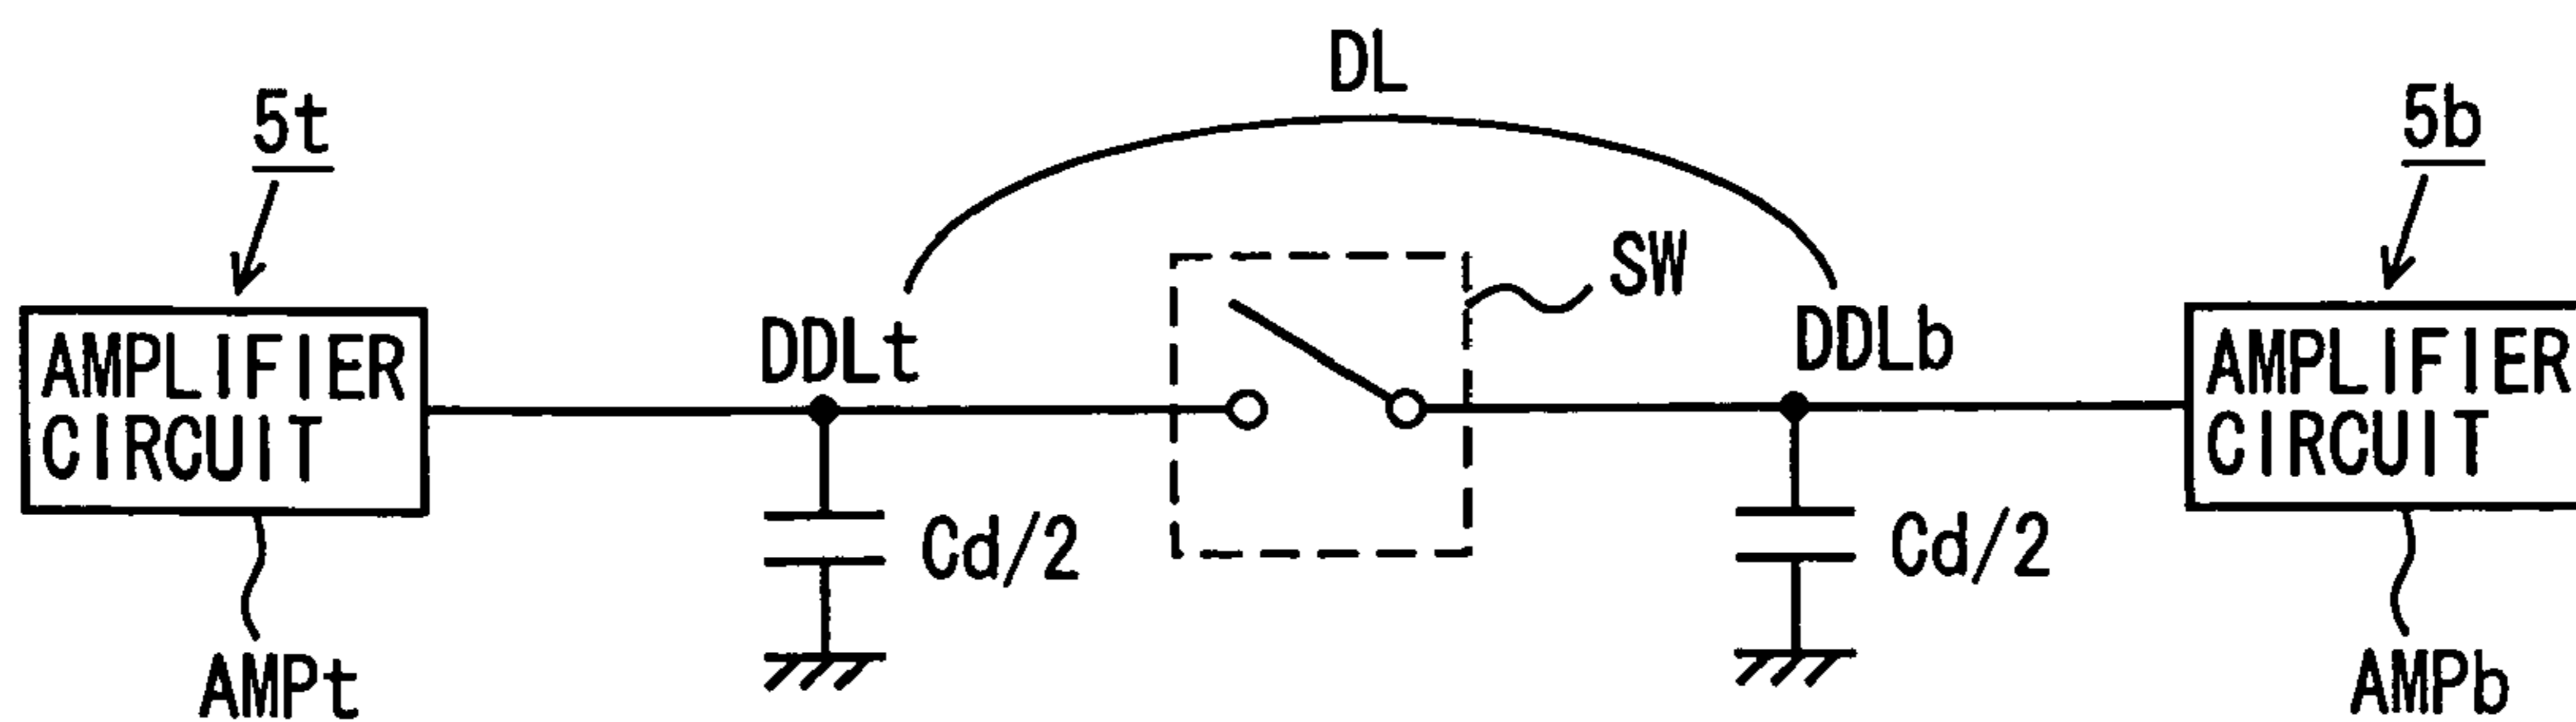 DL
5t
5b
SW
DDLt
DDLb
AMPLIFIER
CIRCUIT
AMPLIFIER
CIRCUIT
Cd/2
Cd/2
AMPt
AMPb